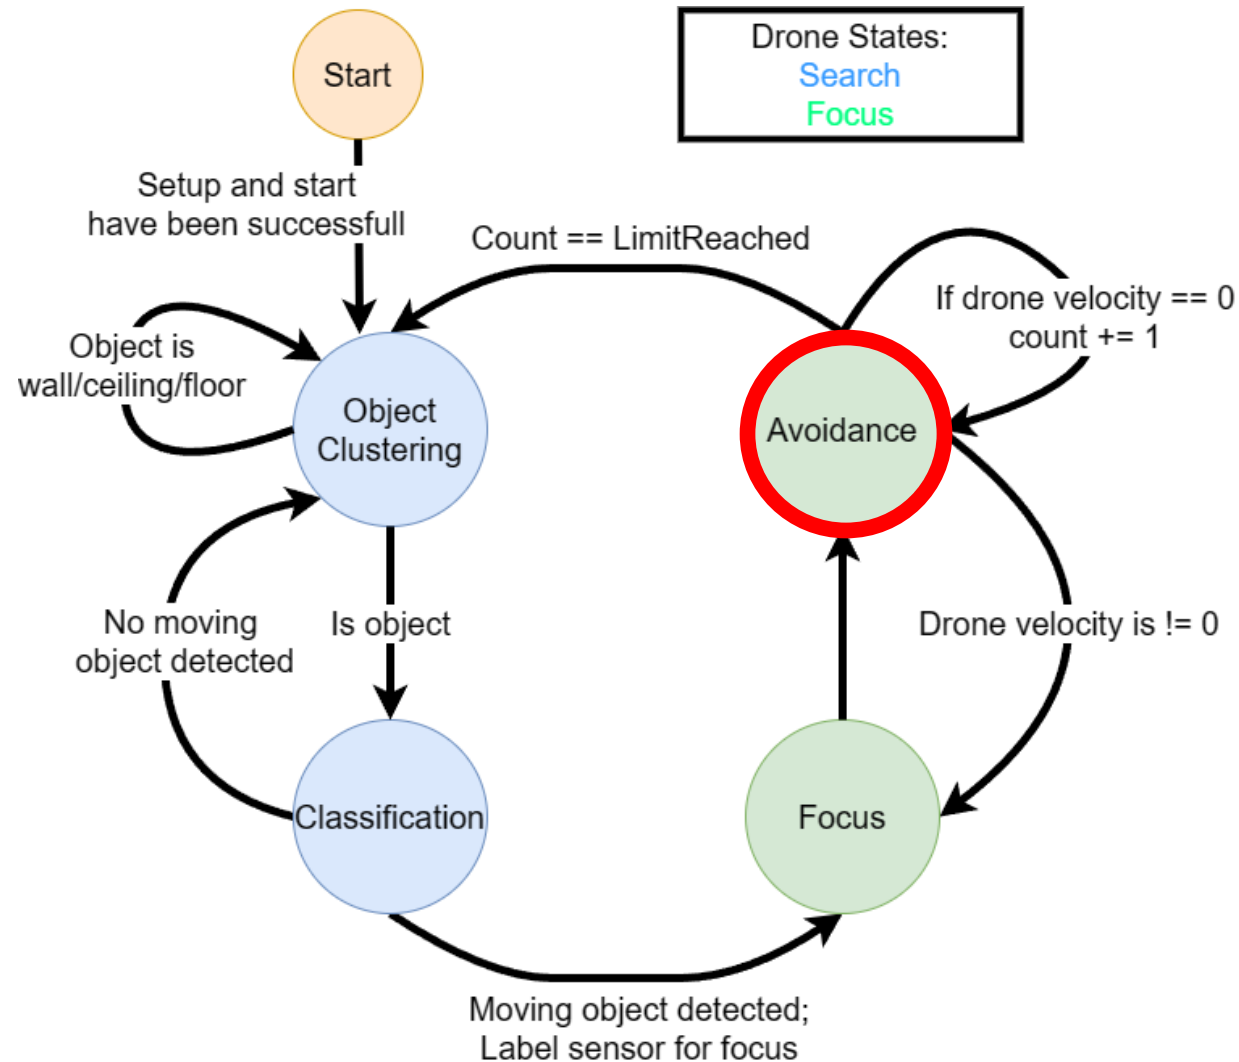 Start
Drone States:
Search
Focus
Setup and start
have been successfull
Count == LimitReached
If drone velocity == 0
count += 1
Object is
wall/ceiling/floor
Object
Clustering
Avoidance
No moving
object detected
Is object
Drone velocity is != 0
Classification
Focus
Moving object detected;
Label sensor for focus